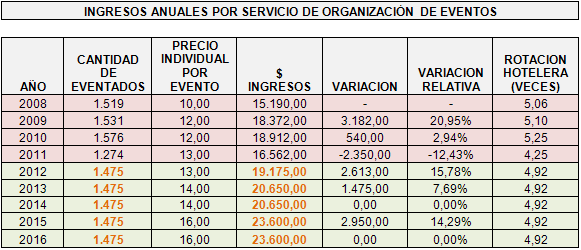 INGRESOS ANUALES POR SERVICIO DE ORGANIZACIÓN DE EVENTOS
AÑO CANTIDAD DE EVENTADOS PRECIO INDIVIDUAL POR EVENTO $ INGRESOS VARIACION VARIACION RELATIVA ROTACION HOTELERA (VECES)
2008 1.519 10,00 15.190,00 - - 5,06
2009 1.531 12,00 18.372,00 3.182,00 20,95% 5,10
2010 1.576 12,00 18.912,00 540,00 2,94% 5,25
2011 1.274 13,00 16.562,00 -2.350,00 -12,43% 4,25
2012 1.475 13,00 19.175,00 2.613,00 15,78% 4,92
2013 1.475 14,00 20.650,00 1.475,00 7,69% 4,92
2014 1.475 14,00 20.650,00 0,00 0,00% 4,92
2015 1.475 16,00 23.600,00 2.950,00 14,29% 4,92
2016 1.475 16,00 23.600,00 0,00 0,00% 4,92